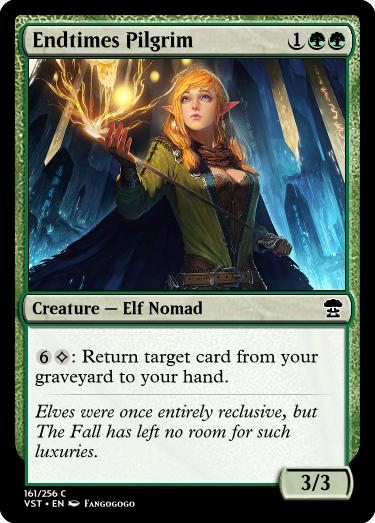 Endtimes Pilgrim 1
Creature — Elf Nomad
6 : Return target card from your
graveyard to your hand.
Elves were once entirely reclusive, but
The Fall has left no room for such
luxuries.
3/3
161/256 C
VST • EN Fangogogo